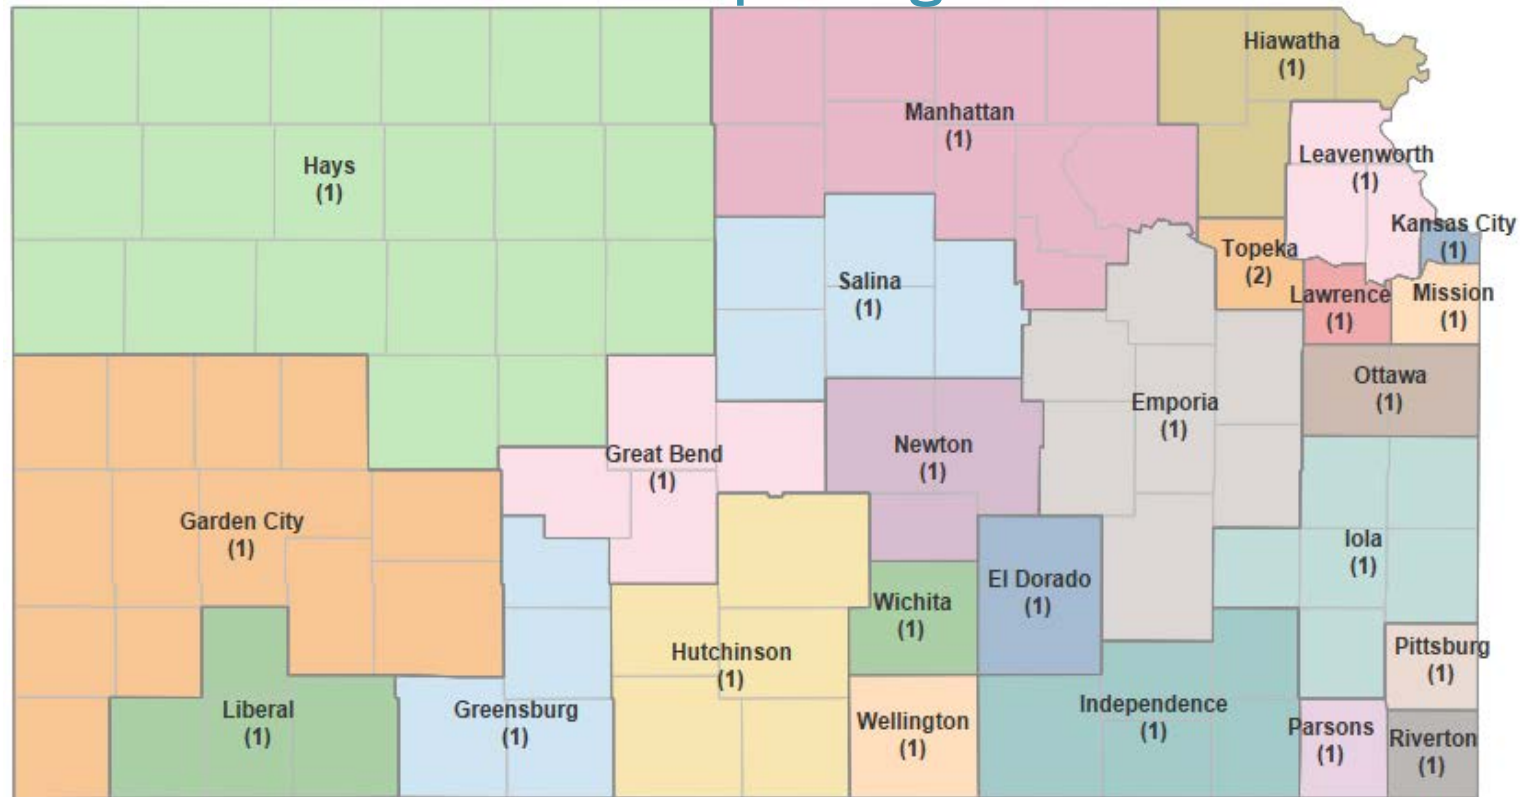 Hiawatha
(1)
Manhattan
(1)
Leavenworth
(1)
Hays
(1)
Kansas City
(1)
Topeka
(2)
Salina
(1)
Lawrence
(1)
Mission
(1)
Ottawa
(1)
Emporia
(1)
Newton
(1)
Great Bend
(1)
Garden City
(1)
Iola
(1)
El Dorado
(1)
Wichita
(1)
Hutchinson
(1)
Pittsburg
(1)
Liberal
(1)
Greensburg
(1)
Independence
(1)
Wellington
(1)
Parsons
(1)
Riverton
(1)